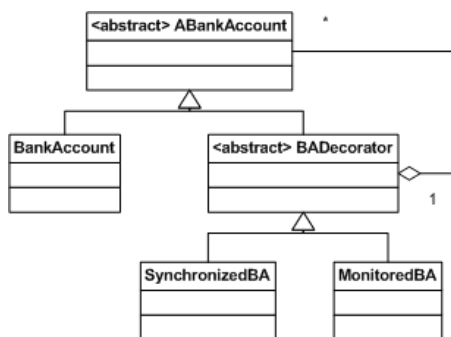 <abstract> ABankAccount
*
BankAccount
<abstract> BADecorator
1
SynchronizedBA
MonitoredBA